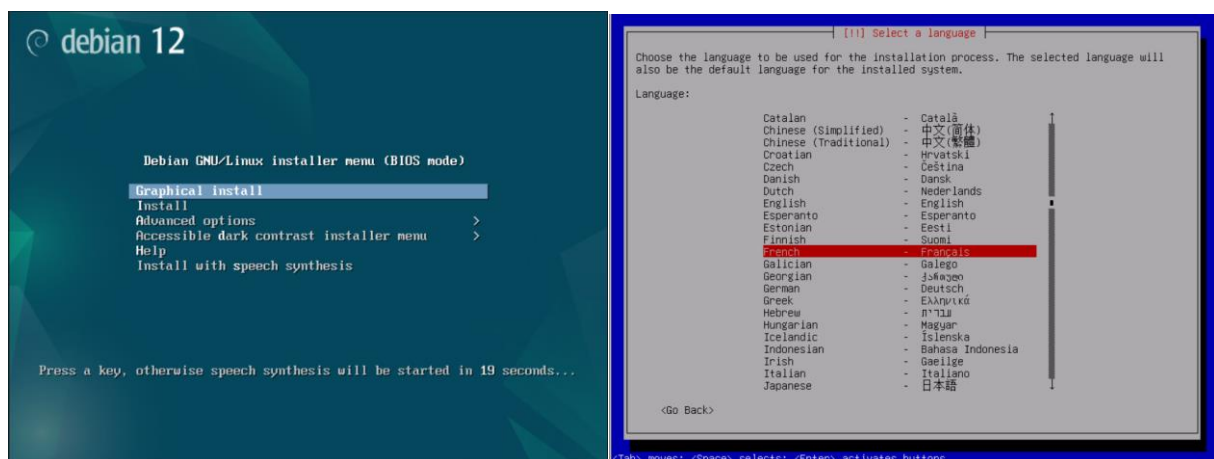 debian 12
Debian GNU/Linux installer menu (BIOS mode)
Graphical install
Install
Advanced options >
Accessible dark contrast installer menu >
Help
Install with speech synthesis
Press a key, otherwise speech synthesis will be started in 19 seconds...
[!!] Select a language
Choose the language to be used for the installation process. The selected language will
also be the default language for the installed system.
Language:
Catalan - Català
Chinese (Simplified) - 中文(简体)
Chinese (Traditional) - 中文(繁體)
Croatian - Hrvatski
Czech - Čeština
Danish - Dansk
Dutch - Nederlands
English - English
Esperanto - Esperanto
Estonian - Eesti
Finnish - Suomi
French - Français
Galician - Galego
Georgian - ქართული
German - Deutsch
Greek - Ελληνικά
Hebrew - עברית
Hungarian - Magyar
Icelandic - Íslenska
Indonesian - Bahasa Indonesia
Irish - Gaeilge
Italian - Italiano
Japanese - 日本語
<Go Back>
<Tab> moves; <Space> selects; <Enter> activates buttons